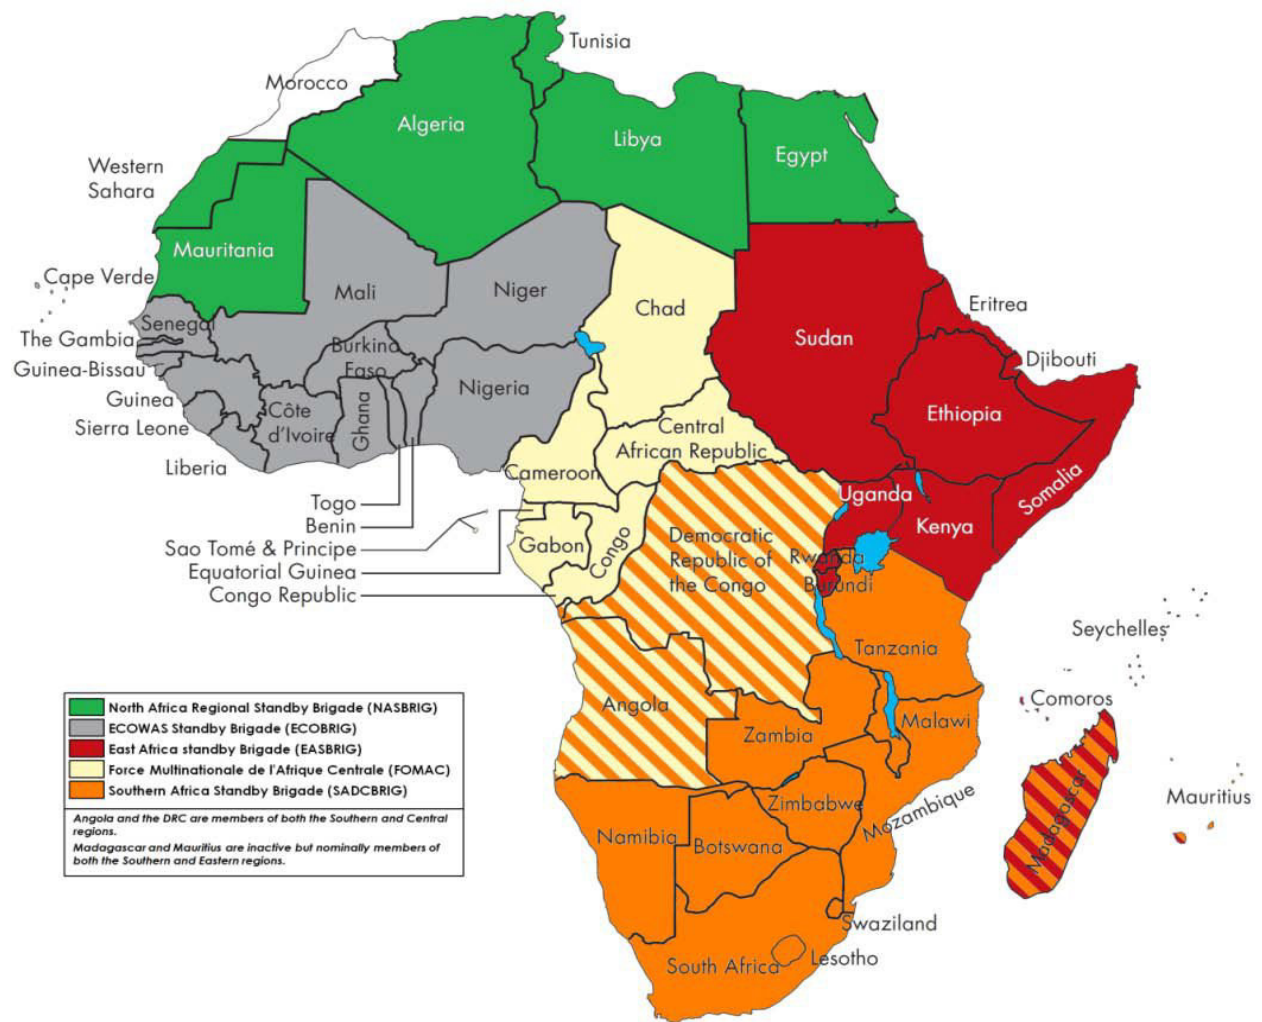 Tunisia
Morocco
Algeria
Libya
Egypt
Western
Sahara
Mauritania
Cape Verde
Mali
Niger
Chad
Sudan
Eritrea
Senegal
The Gambia
Burkina
Faso
Djibouti
Guinea-Bissau
Nigeria
Guinea
Côte
d'Ivoire
Ghana
Ethiopia
Sierra Leone
Central
African Republic
Liberia
Cameroon
Somalia
Togo
Uganda
Benin
Kenya
Sao Tomé & Principe
Gabon
Congo
Democratic
Republic of
the Congo
Rwanda
Equatorial Guinea
Burundi
Congo Republic
Seychelles
Tanzania
Comoros
Angola
Malawi
Zambia
Mauritius
Zimbabwe
Mozambique
Madagascar
Namibia
Botswana
Swaziland
Lesotho
South Africa
North Africa Regional Standby Brigade (NASBRIG)
ECOWAS Standby Brigade (ECOBRIG)
East Africa standby Brigade (EASBRIG)
Force Multinationale de l'Afrique Centrale (FOMAC)
Southern Africa Standby Brigade (SADCBRIG)
Angola and the DRC are members of both the Southern and Central
regions.
Madagascar and Mauritius are inactive but nominally members of
both the Southern and Eastern regions.